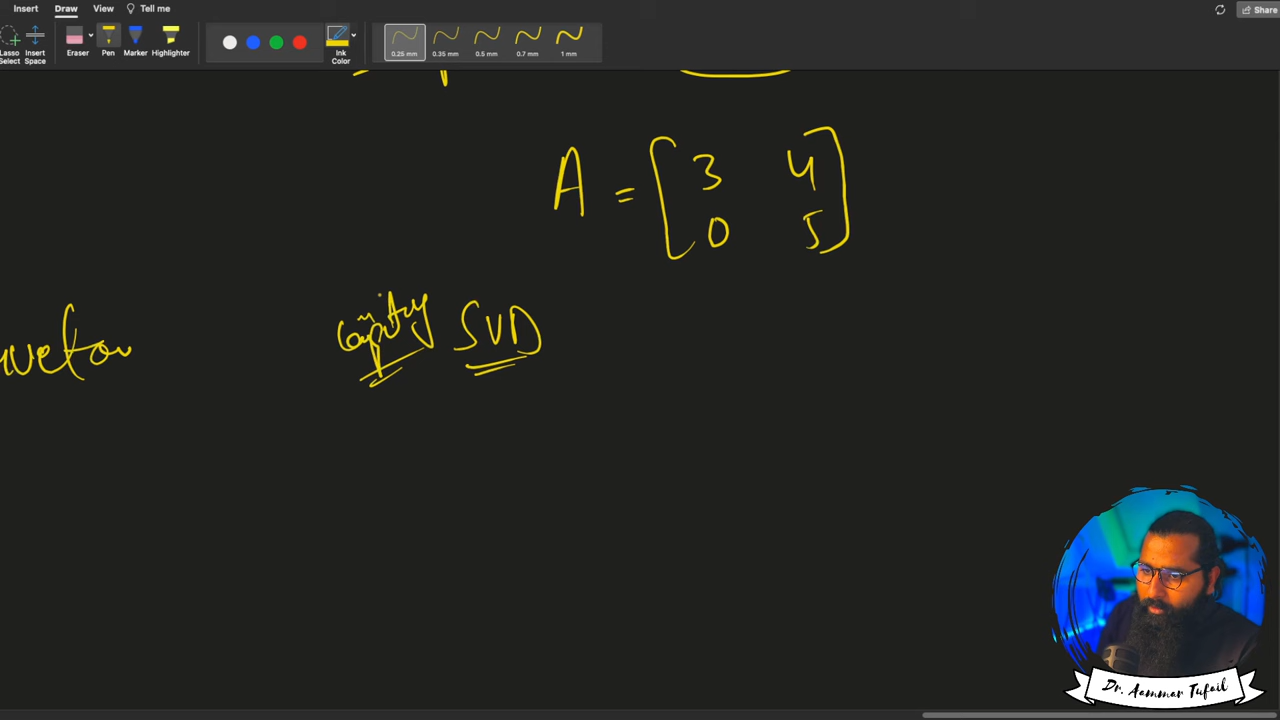 Insert Draw View Tell me
Share
Lasso Select
Insert Space
Eraser
Pen
Marker
Highlighter
Ink Color
0.25 mm
0.35 mm
0.5 mm
0.7 mm
1 mm
A = [3 4
0 5]
SVD
Dr. Aammar Tufail